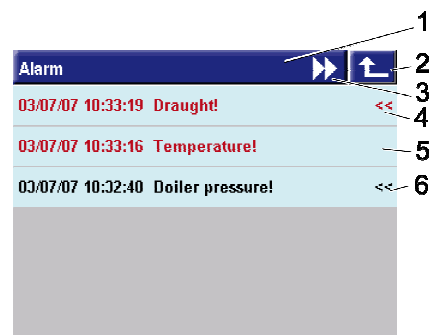 1
Alarm
2
3
03/07/07 10:33:19 Draught! <<
4
03/07/07 10:33:16 Temperature!
5
03/07/07 10:32:40 Doiler pressure! <<
6